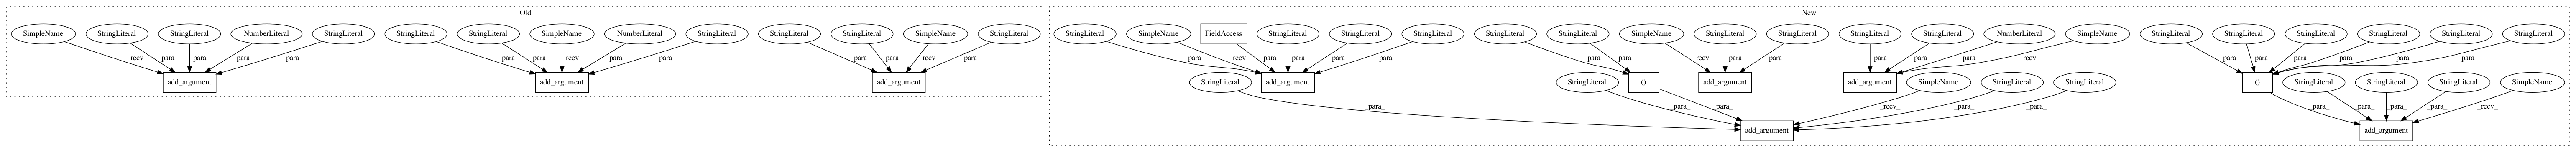 Old
New
SimpleName StringLiteral StringLiteral NumberLiteral StringLiteral StringLiteral StringLiteral SimpleName NumberLiteral StringLiteral StringLiteral StringLiteral SimpleName StringLiteral StringLiteral SimpleName FieldAccess StringLiteral StringLiteral StringLiteral StringLiteral StringLiteral SimpleName StringLiteral StringLiteral StringLiteral StringLiteral NumberLiteral SimpleName StringLiteral StringLiteral StringLiteral StringLiteral StringLiteral StringLiteral
_recv_ _para_ _para_ _para_ _para_ _para_ _para_ _recv_ _para_ _para_ _para_ _para_ _recv_ _para_ _para_ _recv_ _para_ _para_ _para_ _para_ _para_ _para_ _recv_ _para_ _para_ _para_ _para_ _para_ _recv_ _para_ _para_ _para_ _para_ _para_ _para_
add_argument add_argument add_argument StringLiteral add_argument StringLiteral () add_argument add_argument SimpleName StringLiteral StringLiteral () StringLiteral StringLiteral StringLiteral SimpleName
_para_ _para_ _para_ _recv_ _para_ _para_ _para_ _para_ _para_ _para_ _recv_
add_argument add_argument